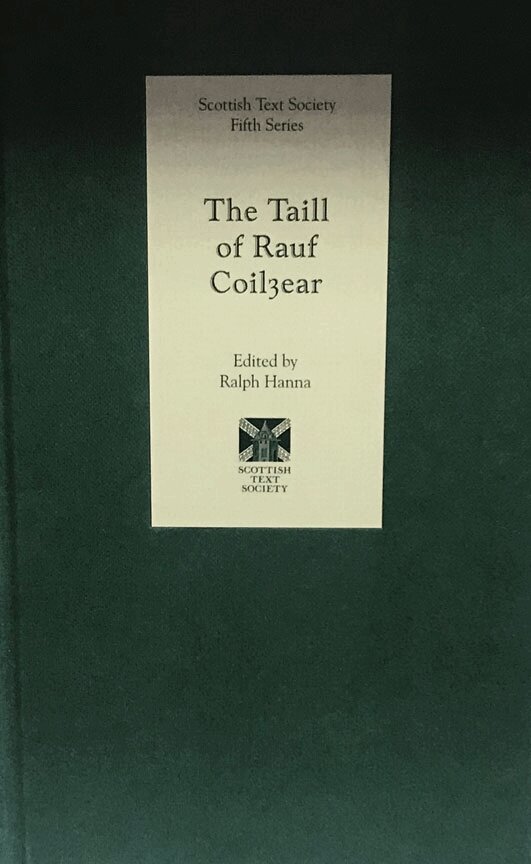 Scottish Text Society
Fifth Series
The Taill
of Rauf
Coilȝear
Edited by
Ralph Hanna
SCOTTISH
TEXT
SOCIETY